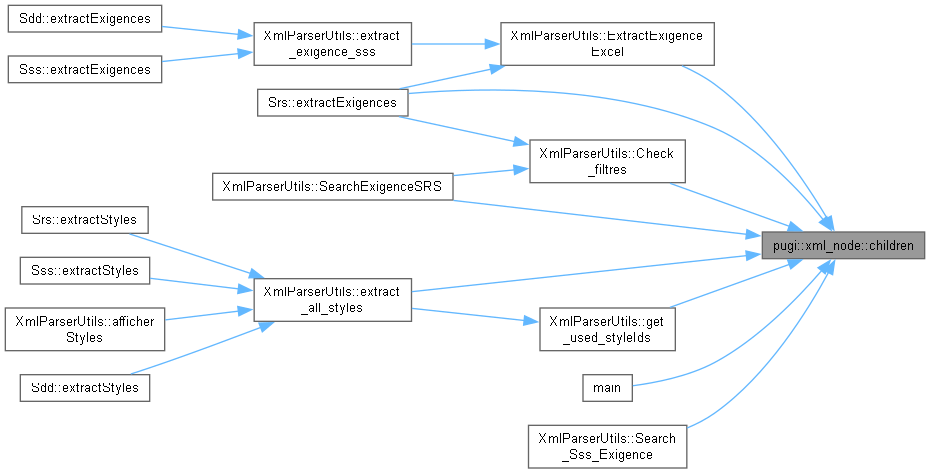 Sdd::extractExigences
Sss::extractExigences
XmlParserUtils::extract
_exigence_sss
XmlParserUtils::ExtractExigence
Excel
Srs::extractExigences
XmlParserUtils::Check
_filtres
XmlParserUtils::SearchExigenceSRS
Srs::extractStyles
Sss::extractStyles
XmlParserUtils::afficher
Styles
Sdd::extractStyles
XmlParserUtils::extract
_all_styles
XmlParserUtils::get
_used_styleIds
main
XmlParserUtils::Search
_Sss_Exigence
pugi::xml_node::children